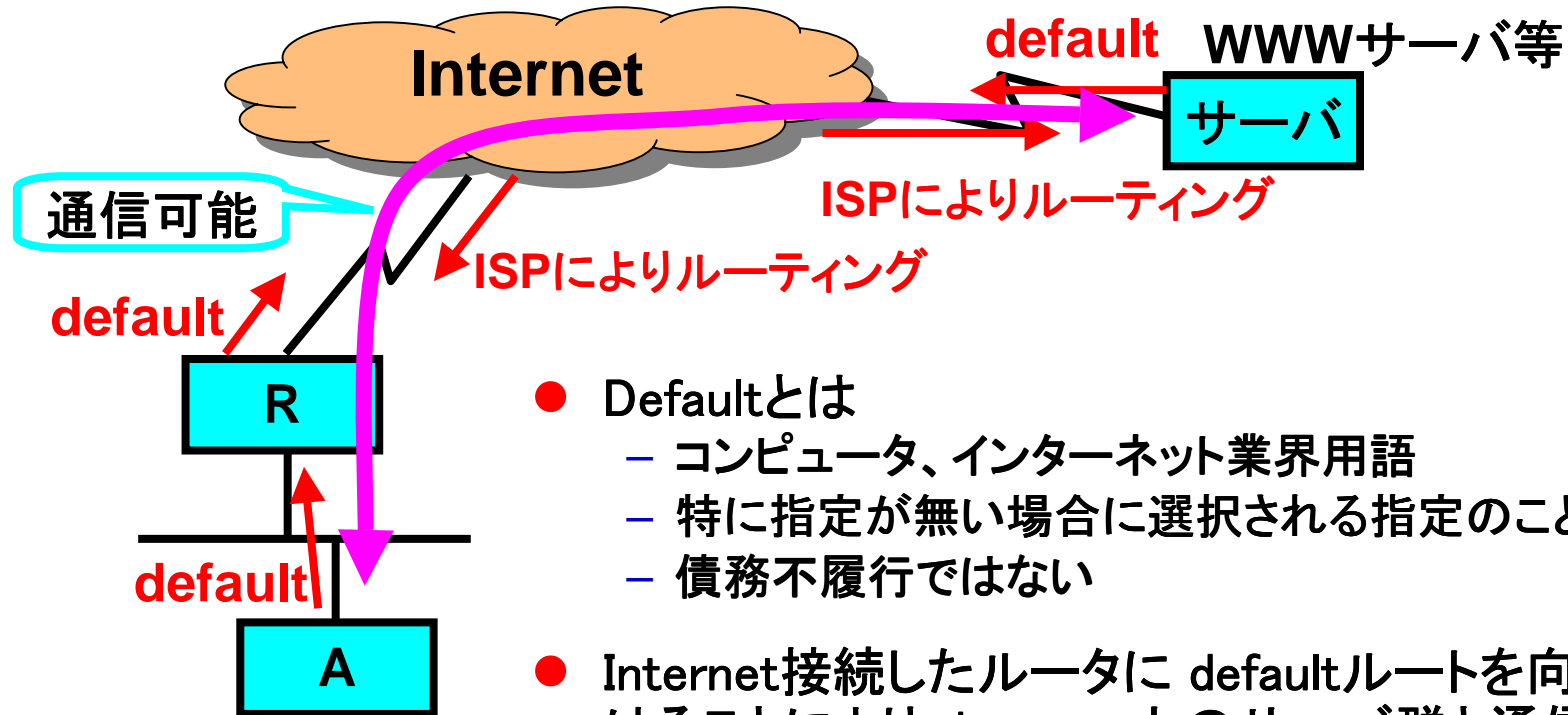 Internet
default
WWWサーバ等
サーバ
ISPによりルーティング
通信可能
ISPによりルーティング
default
R
default
A
● Defaultとは
– コンピュータ、インターネット業界用語
– 特に指定が無い場合に選択される指定のこ
– 債務不履行ではない
● Internet接続したルータに defaultルートを向